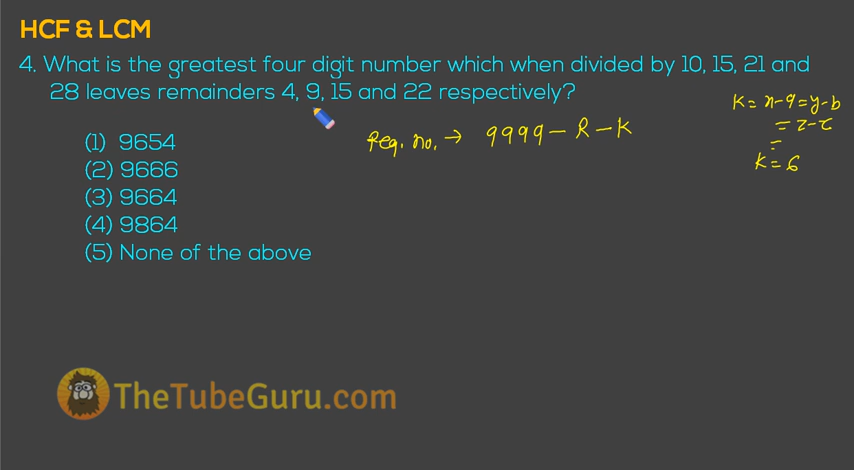 HCF & LCM
4. What is the greatest four digit number which when divided by 10, 15, 21 and
28 leaves remainders 4, 9, 15 and 22 respectively?
K = x-a = y-b
= z-c
=
K = 6
Req. no. → 9999 - R - K
(1) 9654
(2) 9666
(3) 9664
(4) 9864
(5) None of the above
TheTubeGuru.com